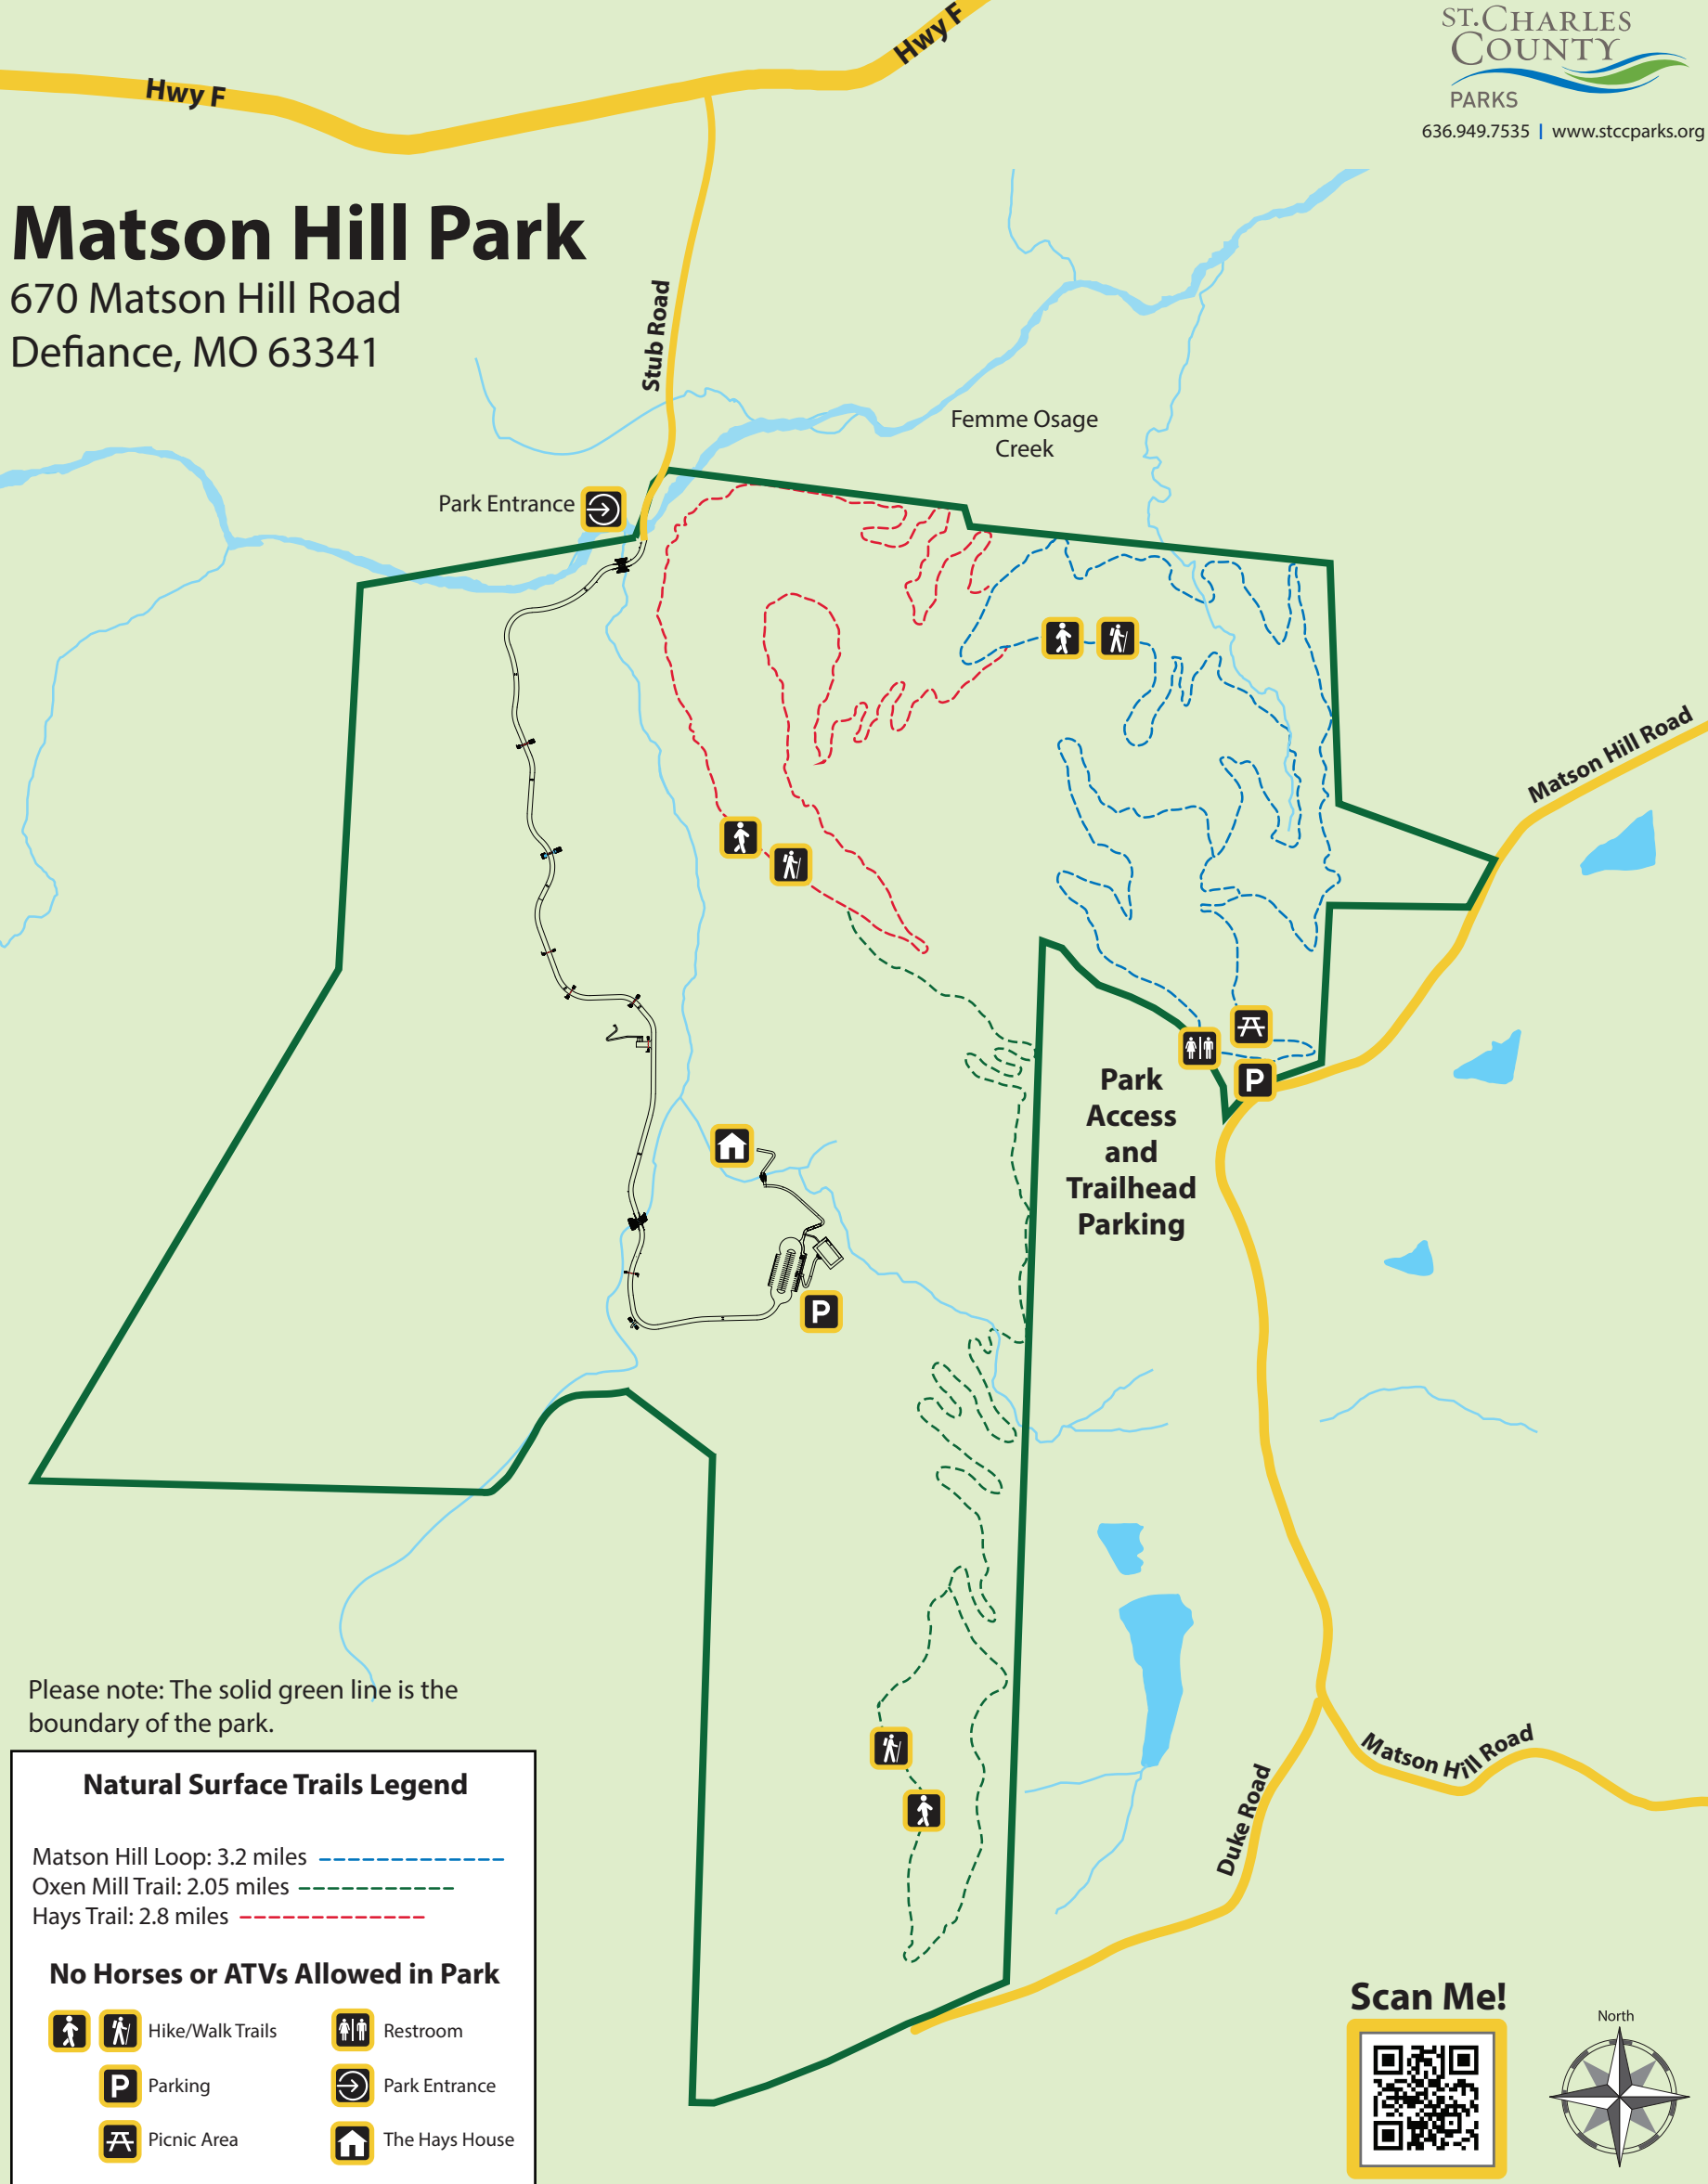 Hwy F
Hwy F
ST. CHARLES
COUNTY
PARKS
636.949.7535 | www.stccparks.org
Matson Hill Park
670 Matson Hill Road
Defiance, MO 63341
Stub Road
Femme Osage
Creek
Park Entrance
Matson Hill Road
P
Park
Access
and
Trailhead
Parking
P
Please note: The solid green line is the
boundary of the park.
Matson Hill Road
Duke Road
Natural Surface Trails Legend
Matson Hill Loop: 3.2 miles
Oxen Mill Trail: 2.05 miles
Hays Trail: 2.8 miles
No Horses or ATVs Allowed in Park
Hike/Walk Trails
Restroom
P Parking
Park Entrance
Picnic Area
The Hays House
Scan Me!
North